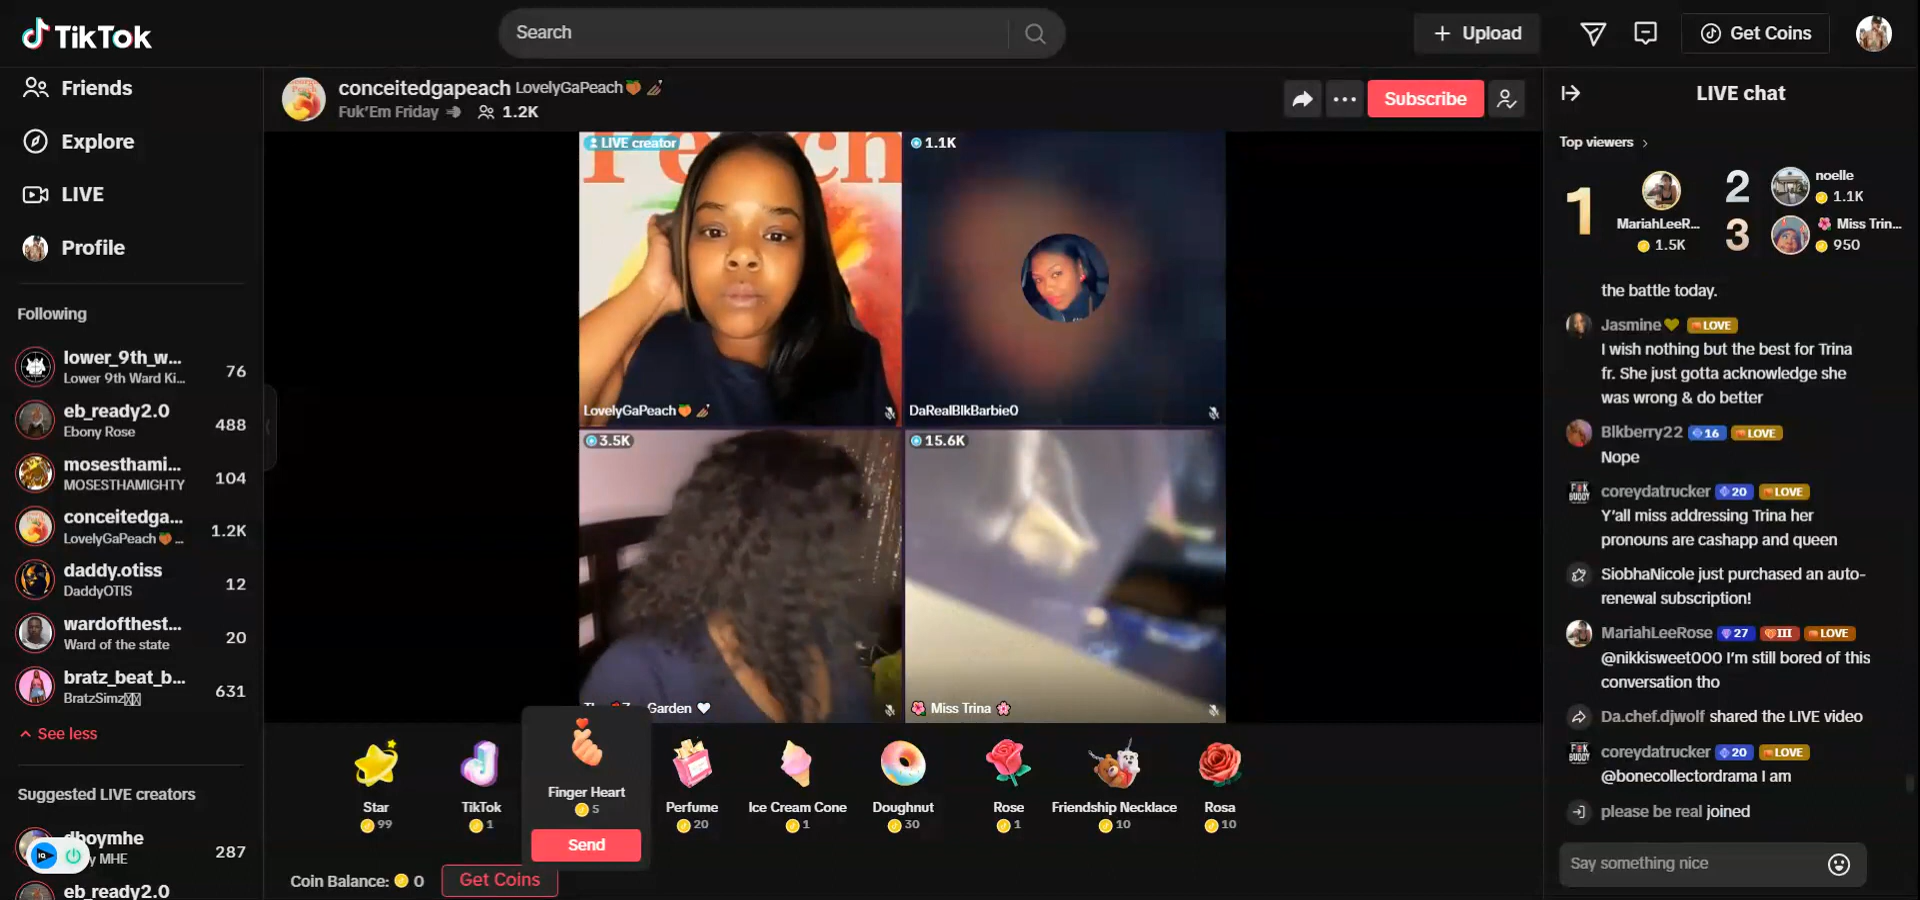 TikTok
Search
Upload
Get Coins
Friends
Explore
LIVE
Profile
Following
lower_9th_w...
Lower 9th Ward Ki...
76
eb_ready2.0
Ebony Rose
488
mosesthami...
MOSESTHAMIGHTY
104
conceitedga...
LovelyGaPeach🍑...
1.2K
daddy.otiss
DaddyOTIS
12
wardofthest...
Ward of the state
20
bratz_beat_b...
BratzSimz
631
See less
Suggested LIVE creators
dboymhe
y MHE
287
eb_ready2.0
conceitedgapeach LovelyGaPeach🍑💅🏾
Fuk'Em Friday 💨 1.2K
Subscribe
LIVE creator
LovelyGaPeach🍑💅🏾
1.1K
DaRealBlkBarbie0
3.5K
Garden 🤍
15.6K
🌺 Miss Trina 🌸
Star
99
TikTok
1
Finger Heart
5
Send
Perfume
20
Ice Cream Cone
1
Doughnut
30
Rose
1
Friendship Necklace
10
Rosa
10
Coin Balance: 0
Get Coins
LIVE chat
Top viewers
1
MariahLeeR...
1.5K
2
noelle
1.1K
3
🌺 Miss Trin...
950
the battle today.
Jasmine💛 LOVE
I wish nothing but the best for Trina
fr. She just gotta acknowledge she
was wrong & do better
Blkberry22 16 LOVE
Nope
coreydatrucker 20 LOVE
Y'all miss addressing Trina her
pronouns are cashapp and queen
SiobhaNicole just purchased an auto-
renewal subscription!
MariahLeeRose 27 III LOVE
@nikkisweet000 I'm still bored of this
conversation tho
Da.chef.djwolf shared the LIVE video
coreydatrucker 20 LOVE
@bonecollectordrama I am
please be real joined
Say something nice